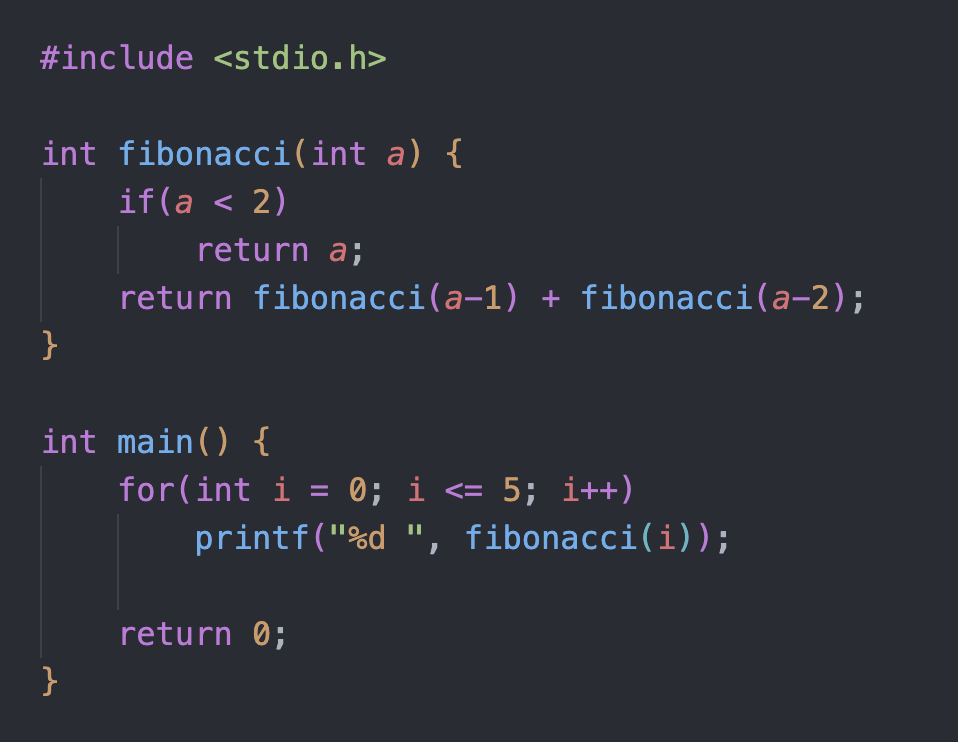 #include <stdio.h>

int fibonacci(int a) {
    if(a < 2)
        return a;
    return fibonacci(a-1) + fibonacci(a-2);
}

int main() {
    for(int i = 0; i <= 5; i++)
        printf("%d ", fibonacci(i));

    return 0;
}